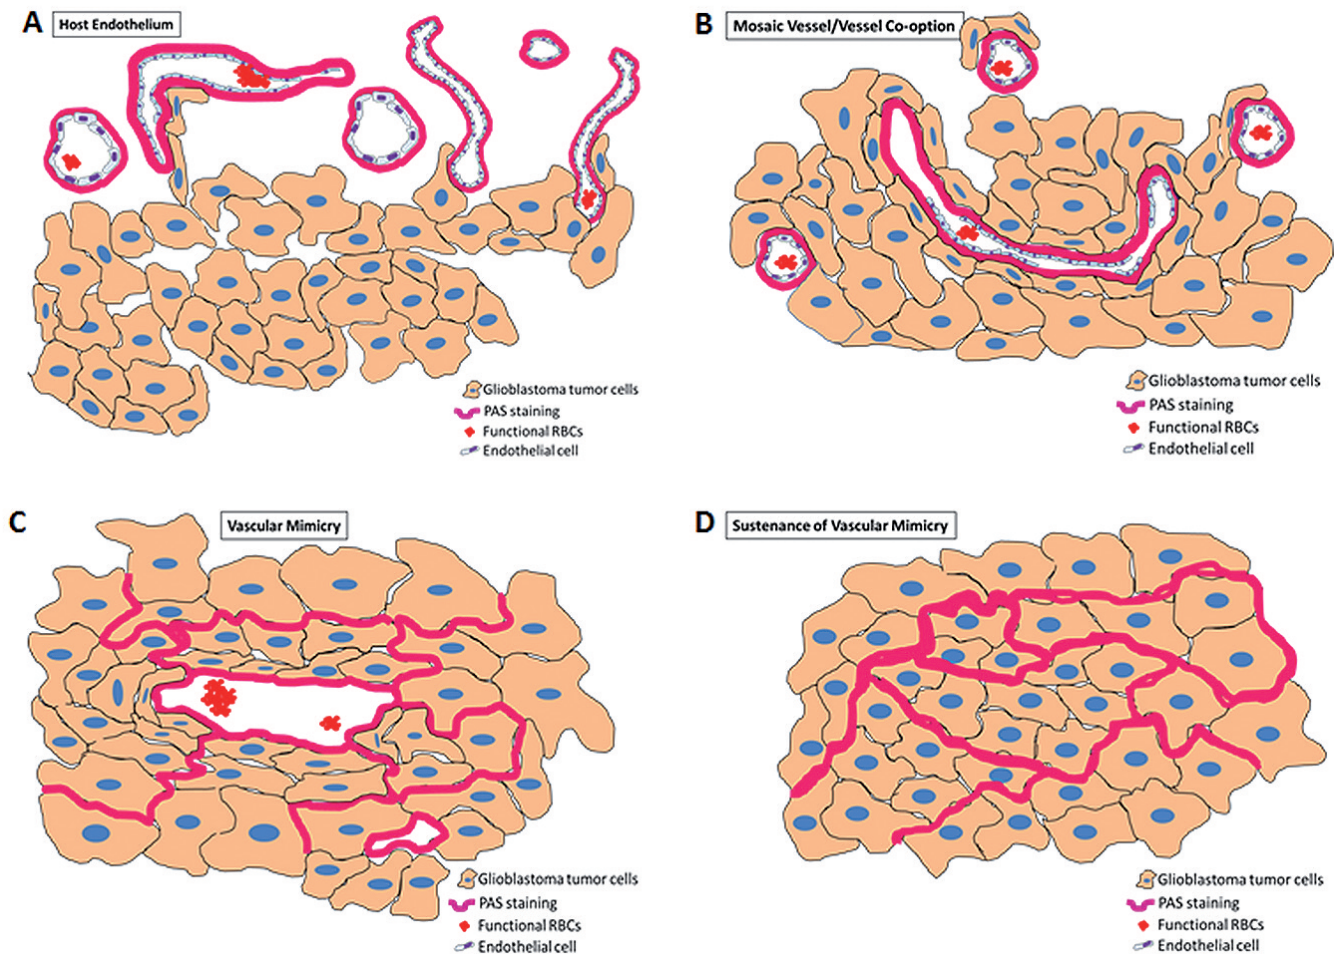 A
Host Endothelium
Glioblastoma tumor cells
PAS staining
Functional RBCs
Endothelial cell
B
Mosaic Vessel/Vessel Co-option
Glioblastoma tumor cells
PAS staining
Functional RBCs
Endothelial cell
C
Vascular Mimicry
Glioblastoma tumor cells
PAS staining
Functional RBCs
Endothelial cell
D
Sustenance of Vascular Mimicry
Glioblastoma tumor cells
PAS staining
Functional RBCs
Endothelial cell